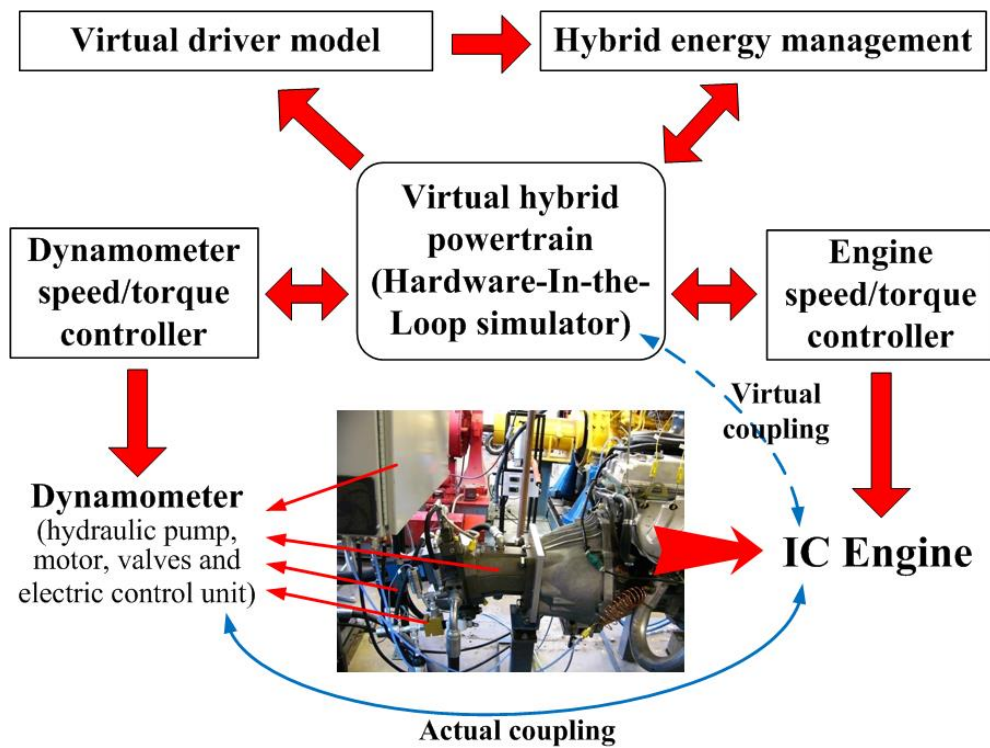 Virtual driver model
Hybrid energy management
Virtual hybrid
powertrain
(Hardware-In-the-
Loop simulator)
Dynamometer
speed/torque
controller
Engine
speed/torque
controller
Virtual
coupling
Dynamometer
(hydraulic pump,
motor, valves and
electric control unit)
IC Engine
Actual coupling